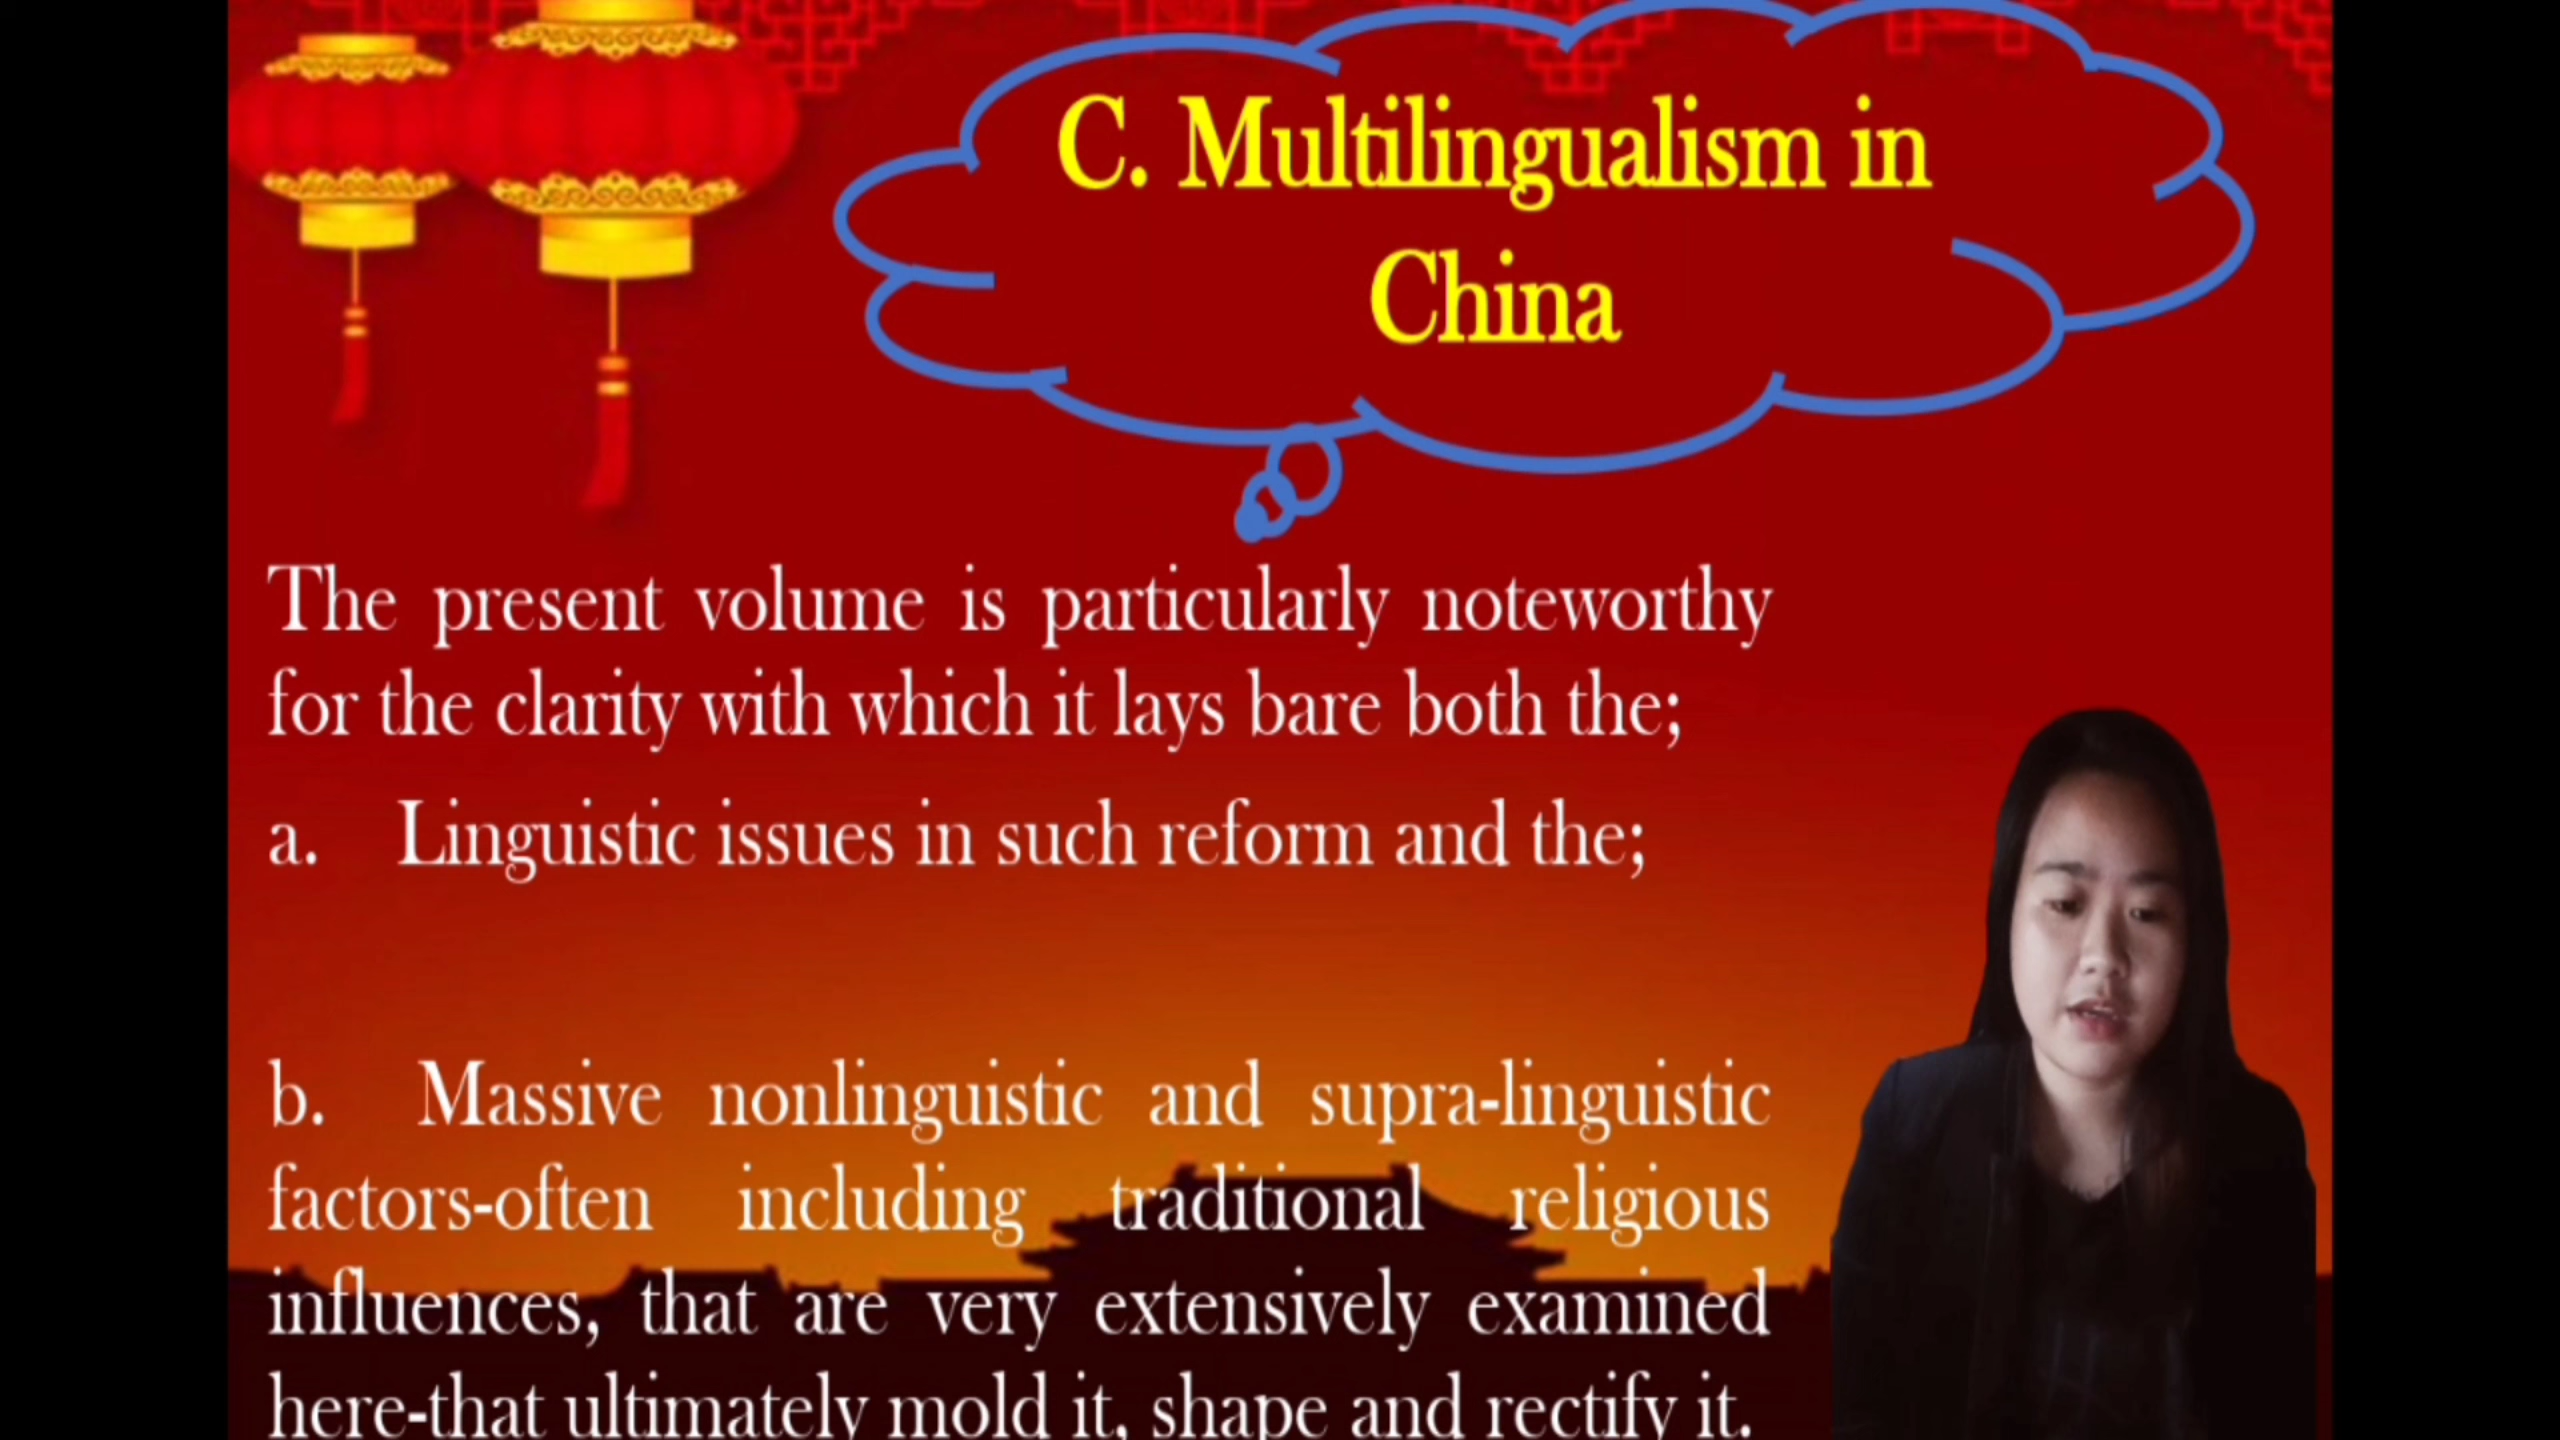 C. Multilingualism in
China
The present volume is particularly noteworthy
for the clarity with which it lays bare both the;
a. Linguistic issues in such reform and the;
b. Massive nonlinguistic and supra-linguistic
factors-often including traditional religious
influences, that are very extensively examined
here-that ultimately mold it, shape and rectify it.